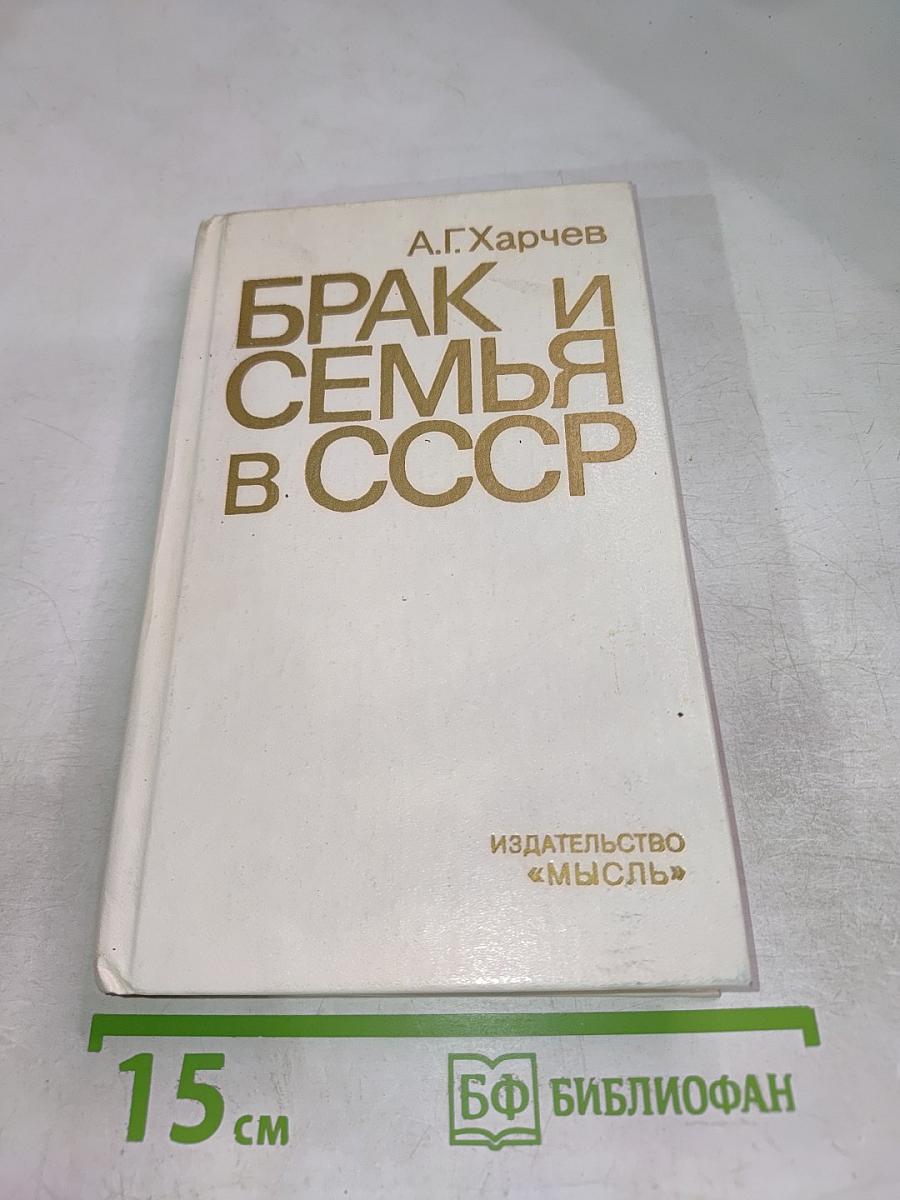 А.Г.Харчев
БРАК И
СЕМЬЯ
В СССР
ИЗДАТЕЛЬСТВО
«МЫСЛЬ»
15 см
БФ БИБЛИОФАН